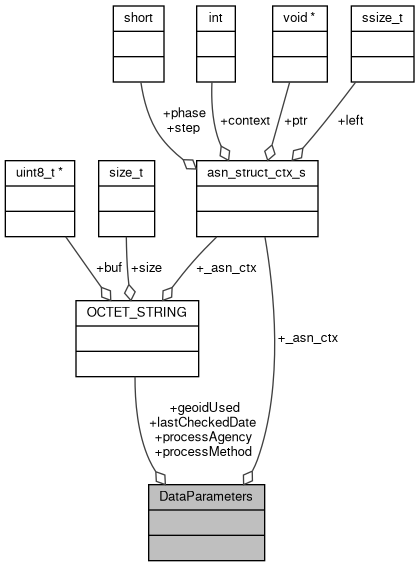 short
int
void *
ssize_t
+phase
+step
+context
+ptr
+left
uint8_t *
size_t
asn_struct_ctx_s
+buf
+size
+_asn_ctx
OCTET_STRING
+_asn_ctx
+geoidUsed
+lastCheckedDate
+processAgency
+processMethod
DataParameters